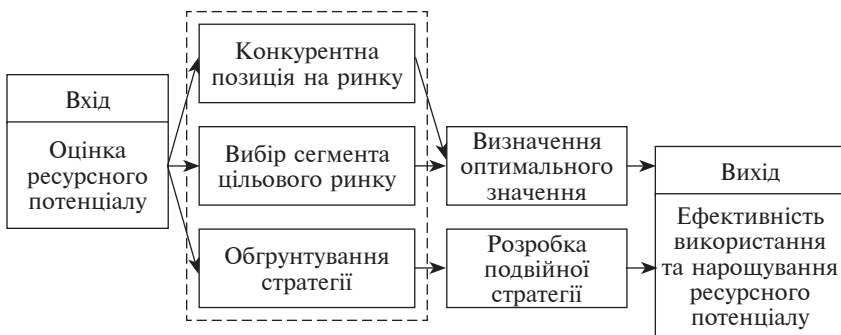 Вхід
Оцінка
ресурсного
потенціалу
Конкурентна
позиція на ринку
Вибір сегмента
цільового ринку
Обгрунтування
стратегії
Визначення
оптимального
значення
Розробка
подвійної
стратегії
Вихід
Ефективність
використання
та нарощування
ресурсного
потенціалу